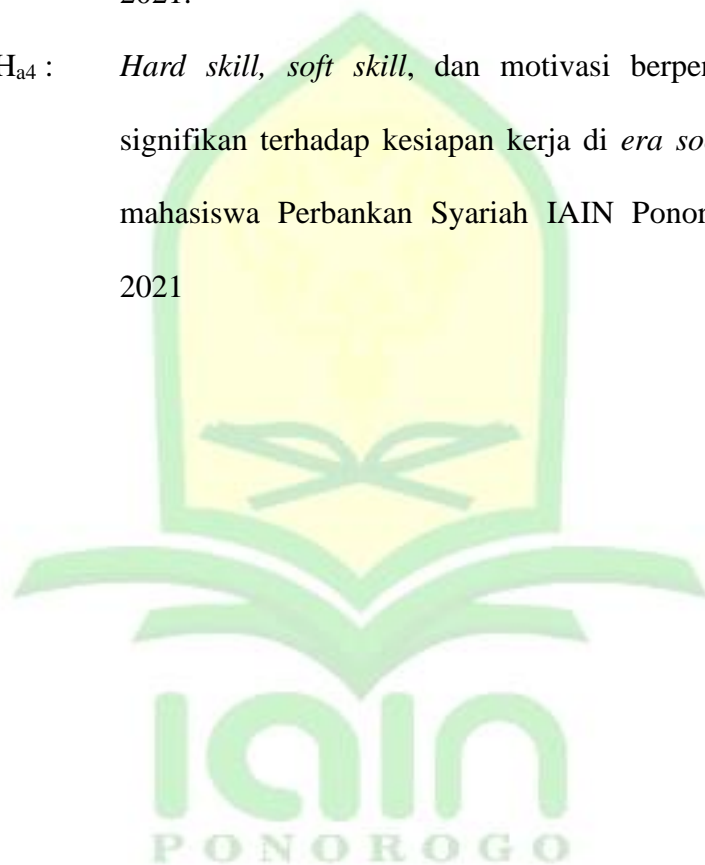 2021.
Ha4 : Hard skill, soft skill, dan motivasi
signifikan terhadap kesiapan kerja di era
mahasiswa Perbankan Syariah IAIN
2021
iain
PONOROGO